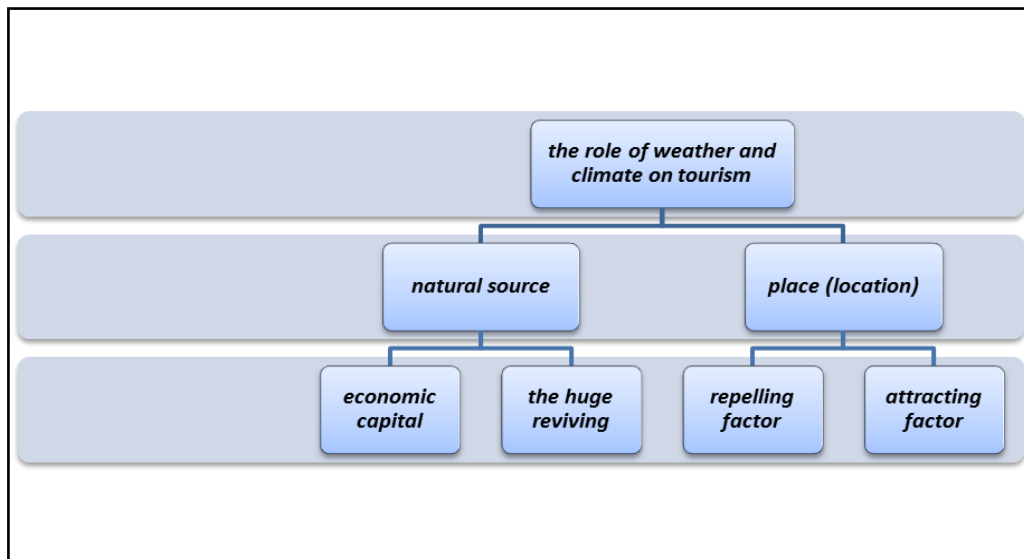 the role of weather and
climate on tourism
natural source
place (location)
economic
capital
the huge
reviving
repelling
factor
attracting
factor